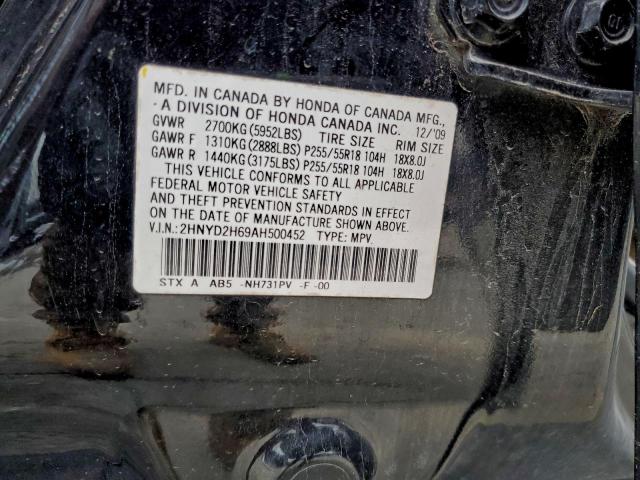 MFD. IN CANADA BY HONDA OF CANADA MFG.,
A DIVISION OF HONDA CANADA INC. 12/'09
GVWR 2700KG(5952LBS) TIRE SIZE RIM SIZE
GAWR F 1310KG(2888LBS) P255/55R18 104H 18X8.0J
GAWR R 1440KG(3175LBS) P255/55R18 104H 18X8.0J
THIS VEHICLE CONFORMS TO ALL APPLICABLE
FEDERAL MOTOR VEHICLE SAFETY
AND THEFT PREVENTION STANDARDS IN EFFECT
ON THE DATE OF MANUFACTURE SHOWN ABOVE.
V.I.N.:2HNYD2H69AH500452 TYPE: MPV
STX A AB5 -NH731PV -F -00